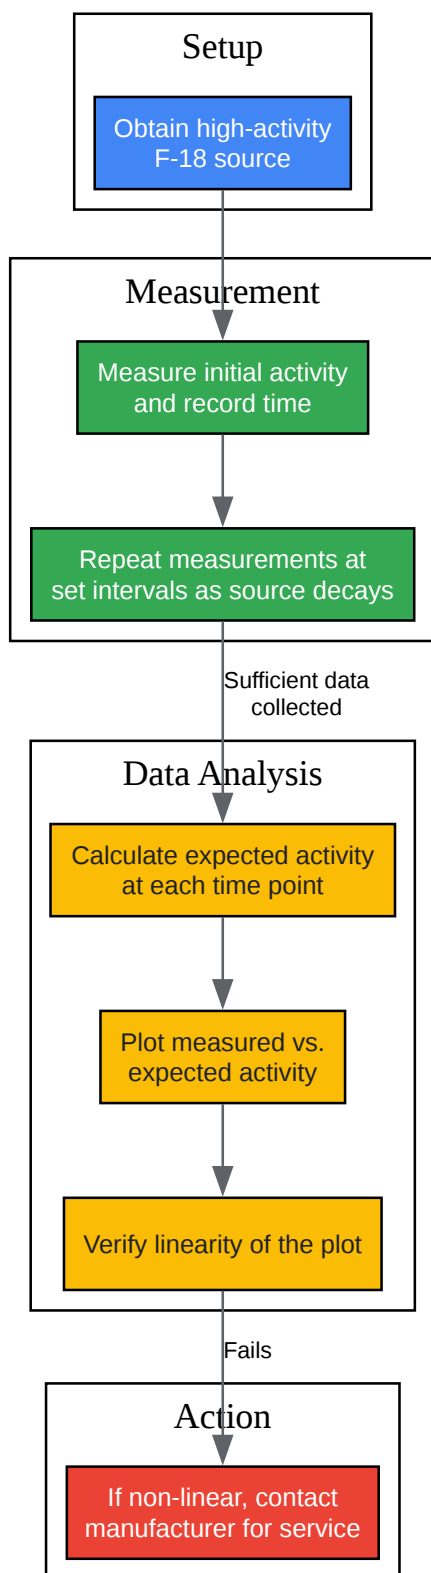 Setup
Obtain high-activity
F-18 source
Measurement
Measure initial activity
and record time
Repeat measurements at
set intervals as source decays
Sufficient data
collected
Data Analysis
Calculate expected activity
at each time point
Plot measured vs.
expected activity
Verify linearity of the plot
Fails
Action
If non-linear, contact
manufacturer for service